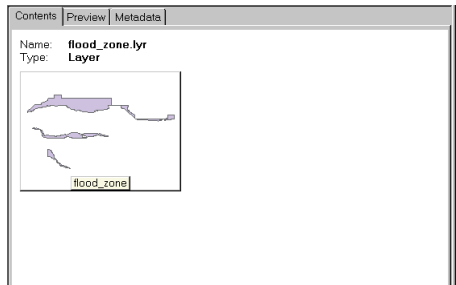 Contents Preview Metadata
Name: flood_zone.lyr
Type: Layer
flood_zone